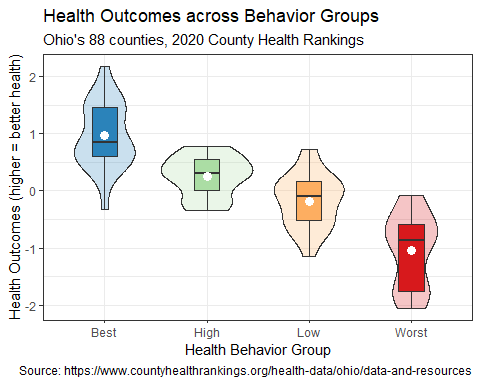 Health Outcomes across Behavior Groups
Ohio's 88 counties, 2020 County Health Rankings
Health Outcomes (higher = better health)
2
1
0
-1
-2
Best High Low Worst
Health Behavior Group
Source: https://www.countyhealthrankings.org/health-data/ohio/data-and-resources